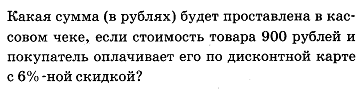 Какая сумма (в рублях) будет проставлена в кас-
совом чеке, если стоимость товара 900 рублей и
покупатель оплачивает его по дисконтной карте
с 6% -ной скидкой?